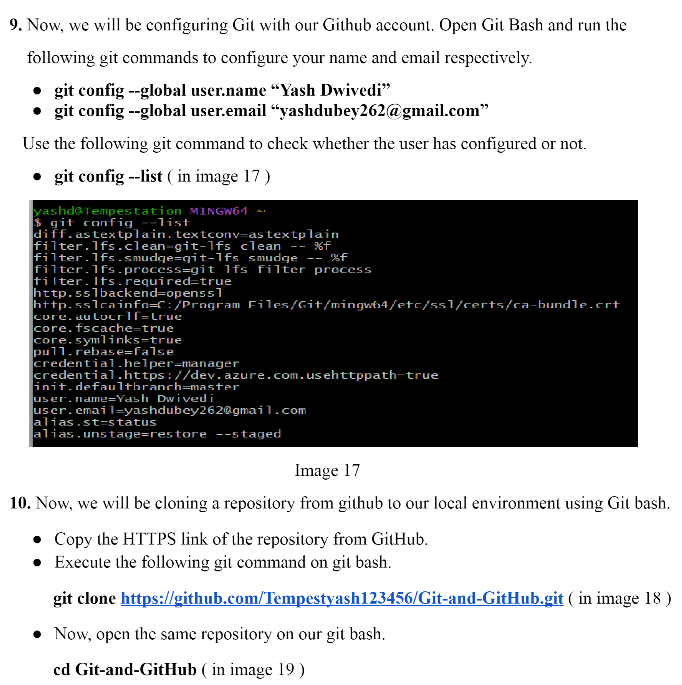 9. Now, we will be configuring Git with our Github account. Open Git Bash and run the
following git commands to configure your name and email respectively.
● git config --global user.name “Yash Dwivedi”
● git config --global user.email “yashdubey262@gmail.com”
Use the following git command to check whether the user has configured or not.
● git config --list ( in image 17 )
yashd@Tempestation MINGW64 ~
$ git config --list
diff.astextplain.textconv=astextplain
filter.lfs.clean=git-lfs clean -- %f
filter.lfs.smudge=git-lfs smudge -- %f
filter.lfs.process=git lfs filter process
filter.lfs.required=true
http.sslbackend=openssl
http.sslcainfo=C:/Program Files/Git/mingw64/etc/ssl/certs/ca-bundle.crt
core.autocrlf=true
core.fscache=true
core.symlinks=true
pull.rebase=false
credential.helper=manager
credential.https://dev.azure.com.usehttppath=true
init.defaultbranch=master
user.name=Yash Dwivedi
user.email=yashdubey262@gmail.com
alias.st=status
alias.unstage=restore --staged
Image 17
10. Now, we will be cloning a repository from github to our local environment using Git bash.
● Copy the HTTPS link of the repository from GitHub.
● Execute the following git command on git bash.
git clone https://github.com/Tempestyash123456/Git-and-GitHub.git ( in image 18 )
● Now, open the same repository on our git bash.
cd Git-and-GitHub ( in image 19 )